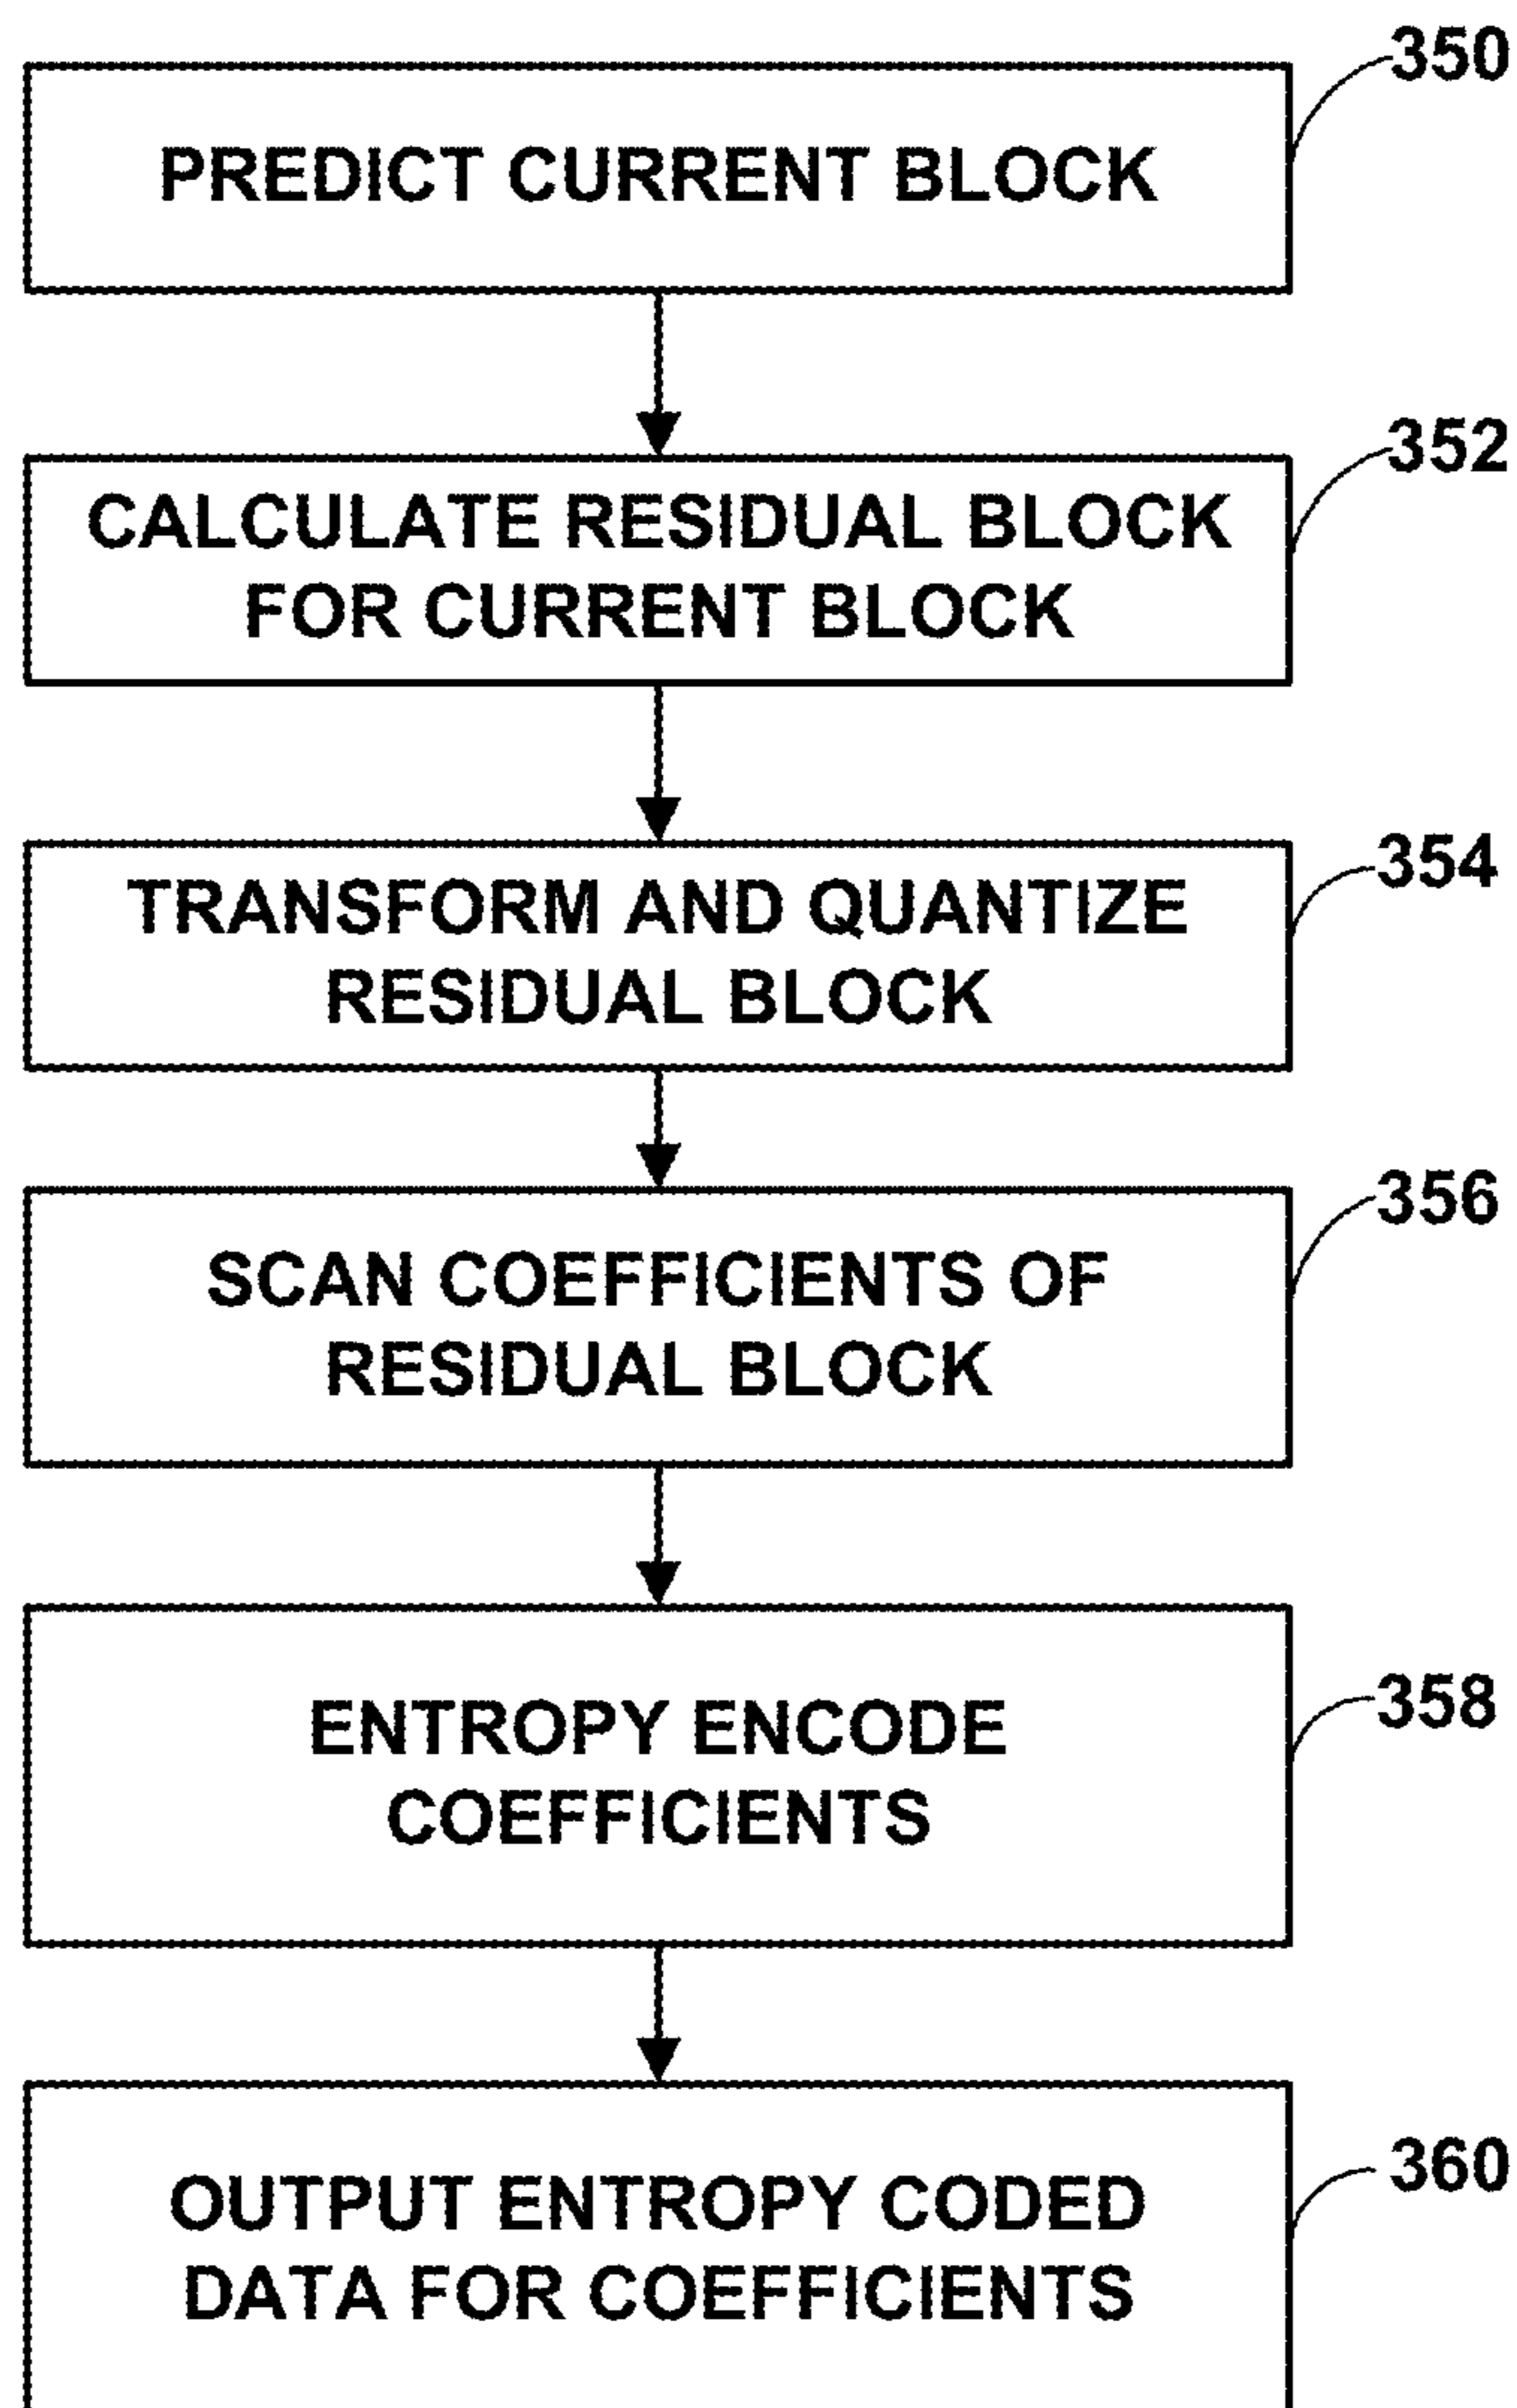 350
PREDICT CURRENT BLOCK
352
CALCULATE RESIDUAL BLOCK
FOR CURRENT BLOCK
354
TRANSFORM AND QUANTIZE
RESIDUAL BLOCK
356
SCAN COEFFICIENTS OF
RESIDUAL BLOCK
358
ENTROPY ENCODE
COEFFICIENTS
360
OUTPUT ENTROPY CODED
DATA FOR COEFFICIENTS